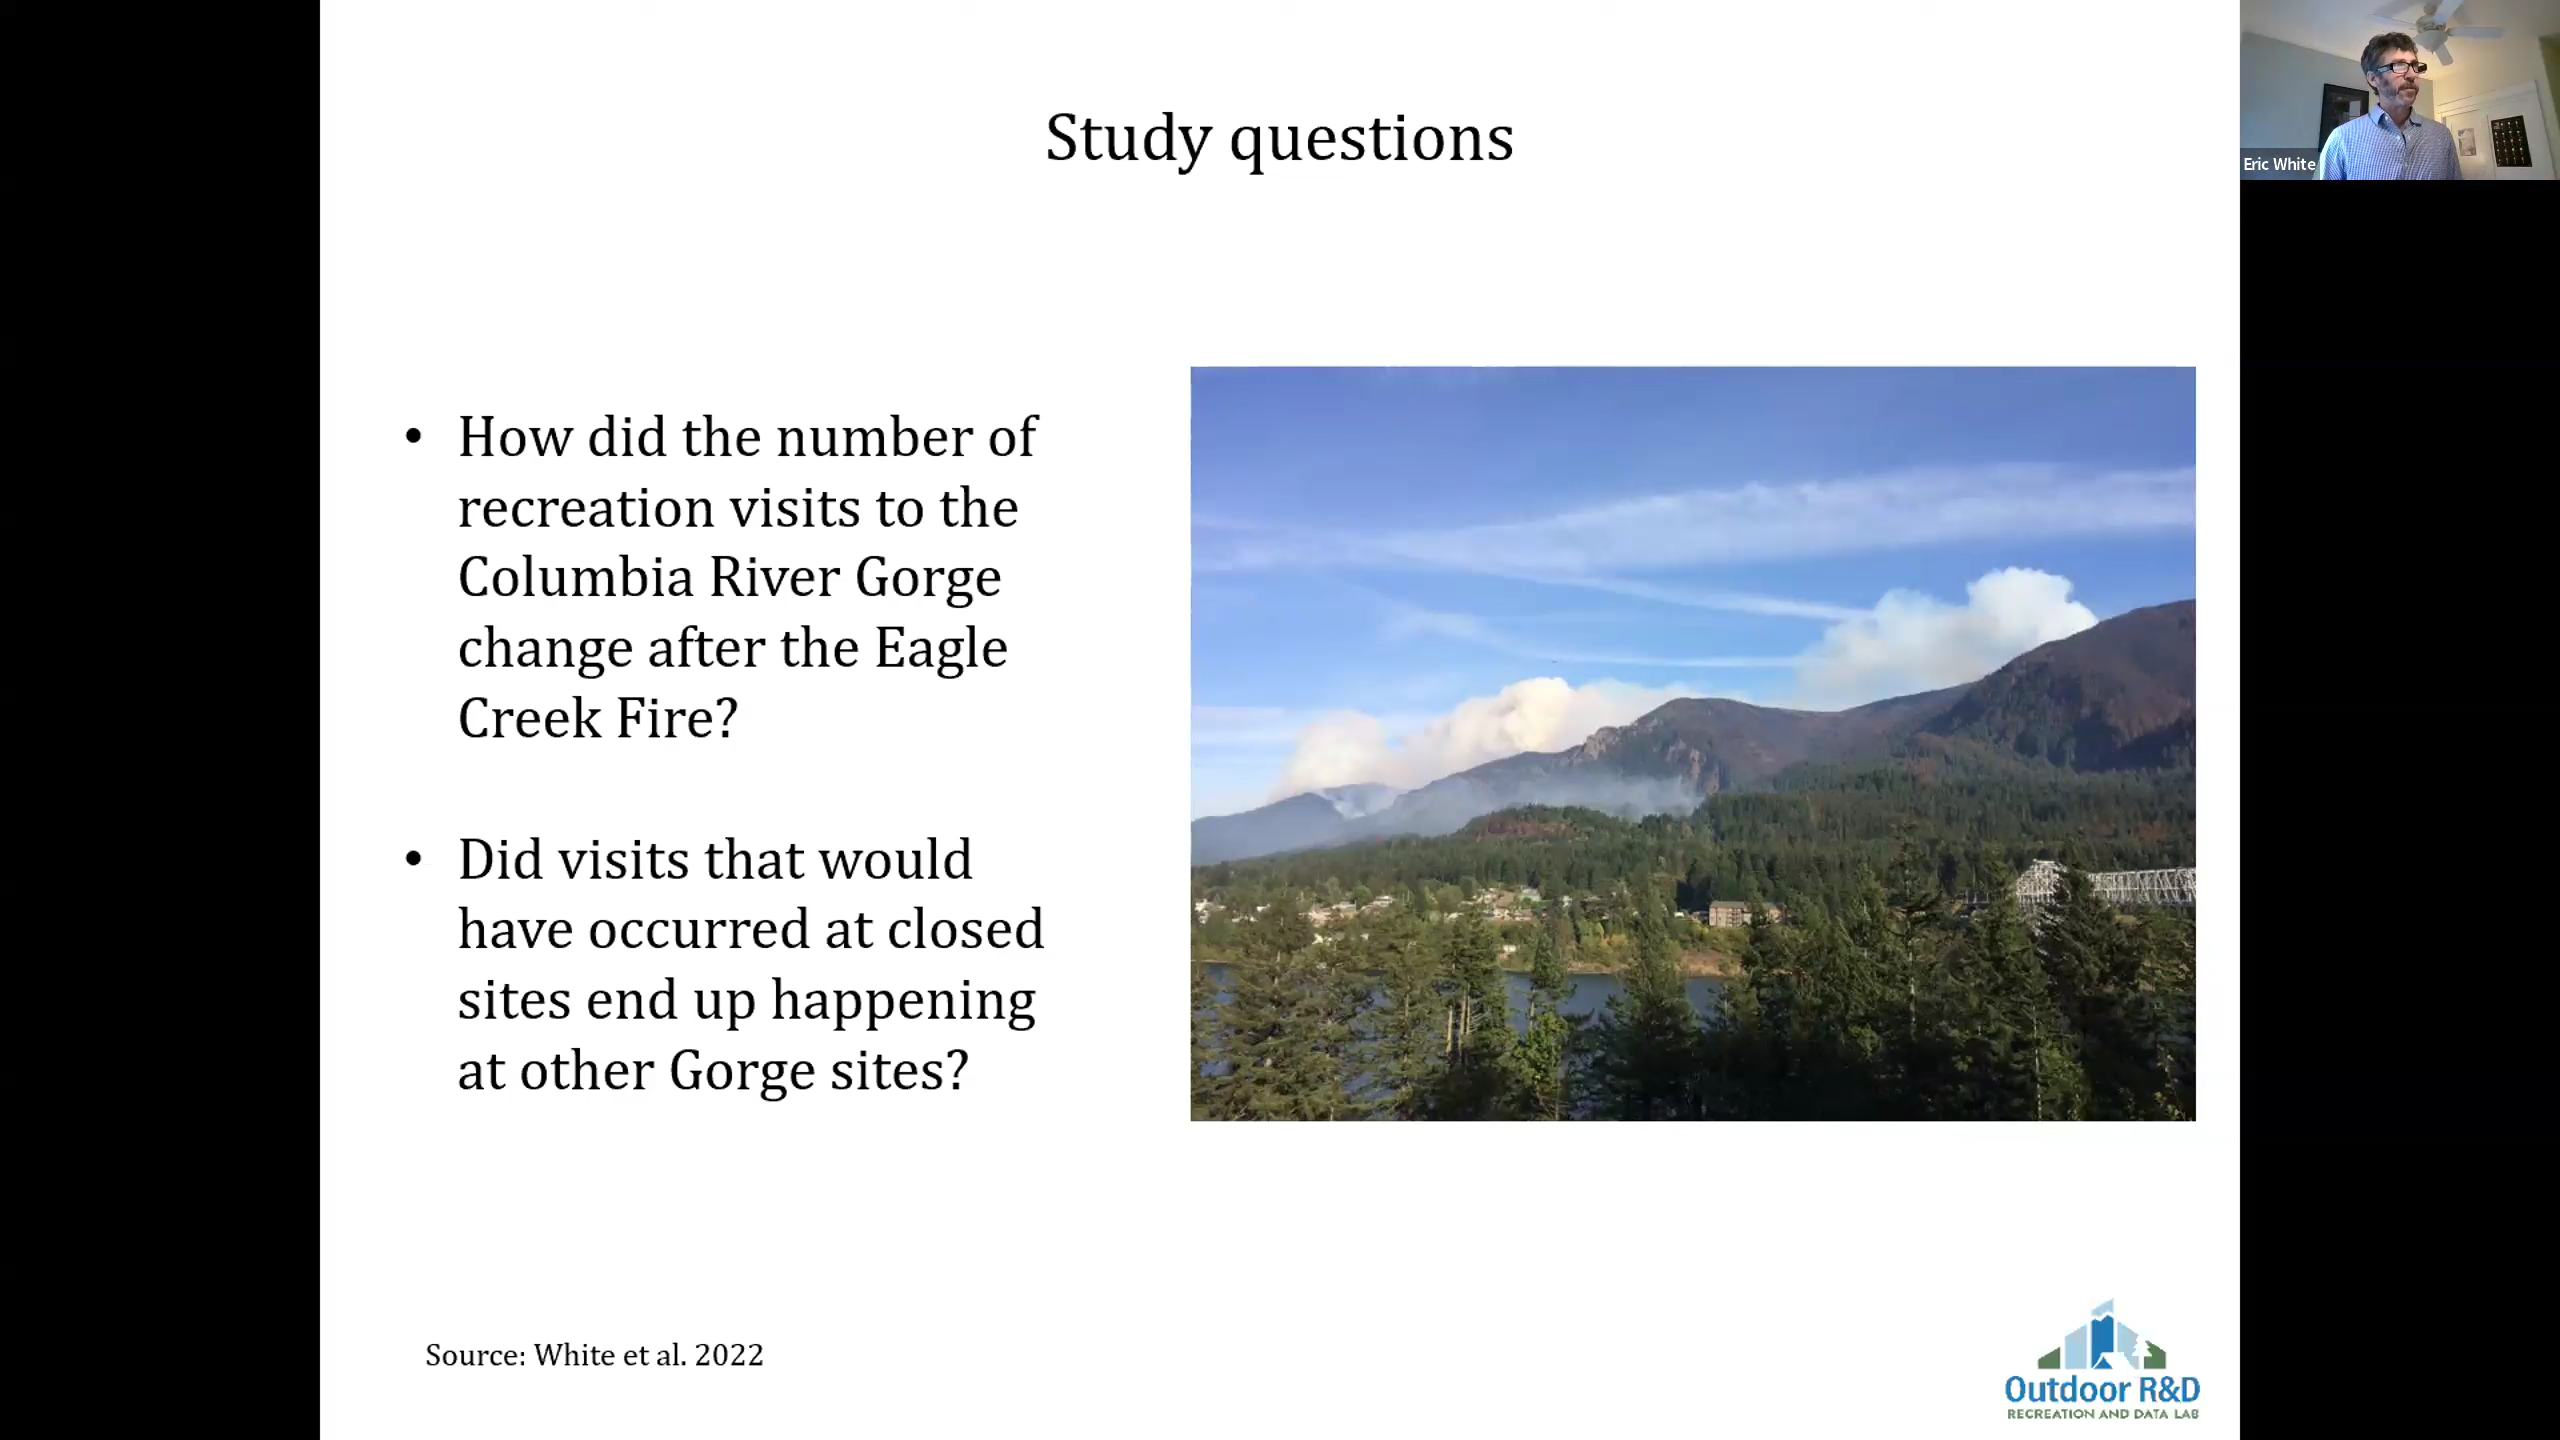 Study questions
Eric White
• How did the number of
recreation visits to the
Columbia River Gorge
change after the Eagle
Creek Fire?
• Did visits that would
have occurred at closed
sites end up happening
at other Gorge sites?
Source: White et al. 2022
Outdoor R&D
RECREATION AND DATA LAB